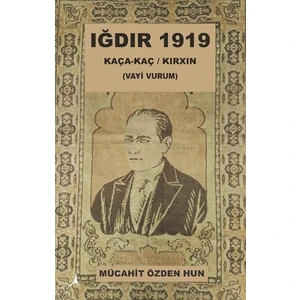 IĞDIR 1919
KAÇA-KAÇ / KIRXIN
(VAYİ VURUM)
MÜCAHİT ÖZDEN HUN